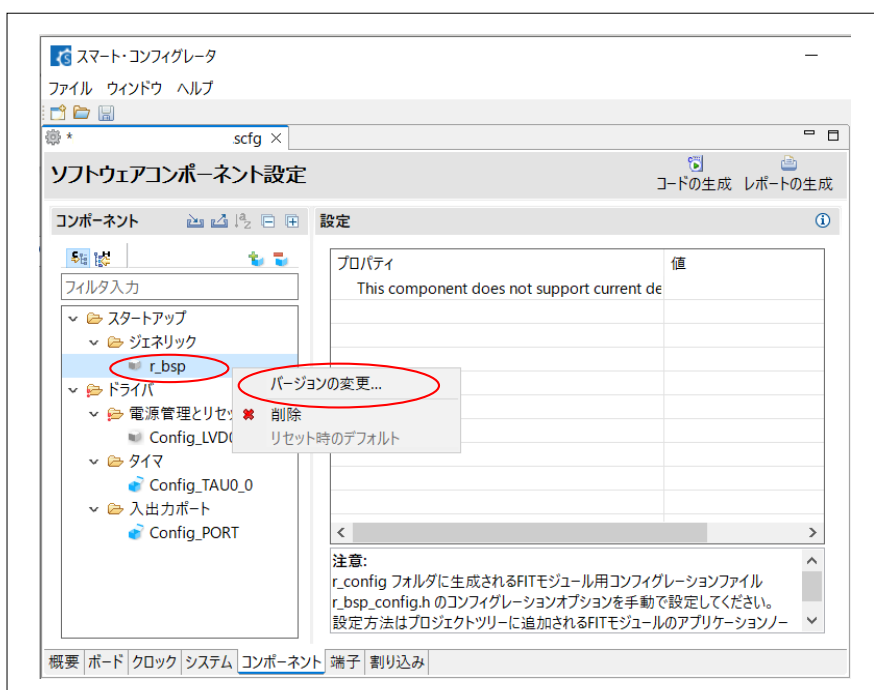 スマート・コンフィグレータ
ファイル ウィンドウ ヘルプ
* scfg ×
ソフトウェアコンポーネント設定
コードの生成 レポートの生成
コンポーネント
設定
プロパティ 値
This component does not support current de
フィルタ入力
スタートアップ
ジェネリック
r_bsp
バージョンの変更...
ドライバ
電源管理とリセッ
削除
Config_LVD0
リセット時のデフォルト
タイマ
Config_TAU0_0
入出力ポート
Config_PORT
注意:
r_config フォルダに生成されるFITモジュール用コンフィグレーションファイル
r_bsp_config.h のコンフィグレーションオプションを手動で設定してください。
設定方法はプロジェクトツリーに追加されるFITモジュールのアプリケーションノー
概要 ボード クロック システム コンポーネント 端子 割り込み